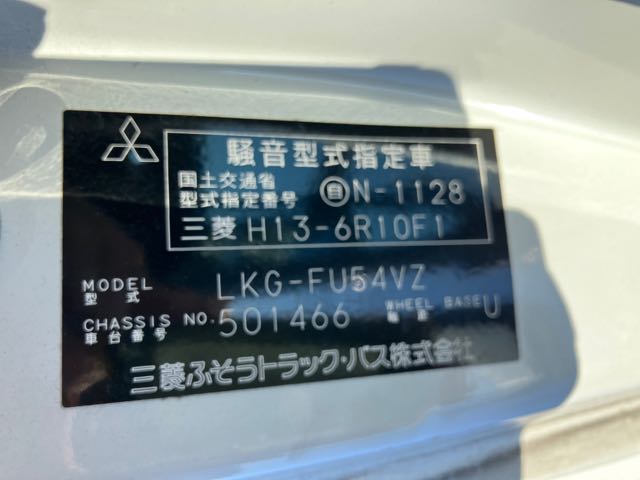 騒音型式指定車
国土交通省
型式指定番号 自N-1128
三菱 H13-6R10F1
MODEL LKG-FU54VZ
型式
CHASSIS NO. 501466 WHEEL BASE U
車台番号 軸距
三菱ふそうトラック・バス株式会社